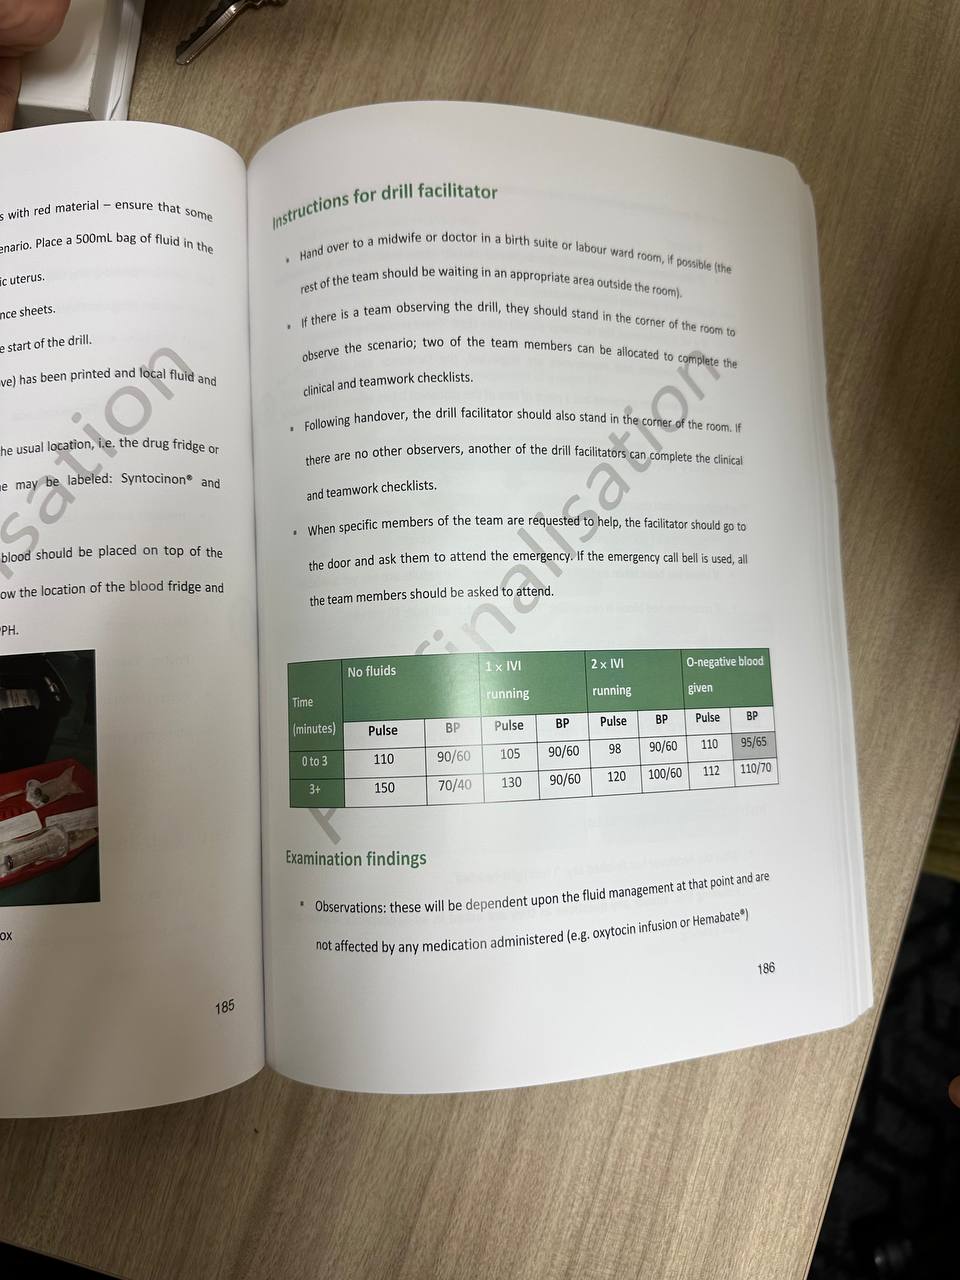 s with red material – ensure that some
enario. Place a 500mL bag of fluid in the
ic uterus.
nce sheets.
e start of the drill.
ve) has been printed and local fluid and
he usual location, i.e. the drug fridge or
e may be labeled: Syntocinon® and
blood should be placed on top of the
ow the location of the blood fridge and
PPH.
ox
185
Instructions for drill facilitator
Hand over to a midwife or doctor in a birth suite or labour ward room, if possible (the
rest of the team should be waiting in an appropriate area outside the room).
If there is a team observing the drill, they should stand in the corner of the room to
observe the scenario; two of the team members can be allocated to complete the
clinical and teamwork checklists.
Following handover, the drill facilitator should also stand in the corner of the room. If
there are no other observers, another of the drill facilitators can complete the clinical
and teamwork checklists.
When specific members of the team are requested to help, the facilitator should go to
the door and ask them to attend the emergency. If the emergency call bell is used, all
the team members should be asked to attend.
Time (minutes) No fluids 1 x IVI running 2 x IVI running O-negative blood given
Pulse BP Pulse BP Pulse BP Pulse BP
0 to 3 110 90/60 105 90/60 98 90/60 110 95/65
3+ 150 70/40 130 90/60 120 100/60 112 110/70
Examination findings
Observations: these will be dependent upon the fluid management at that point and are
not affected by any medication administered (e.g. oxytocin infusion or Hemabate®)
186
finalisation